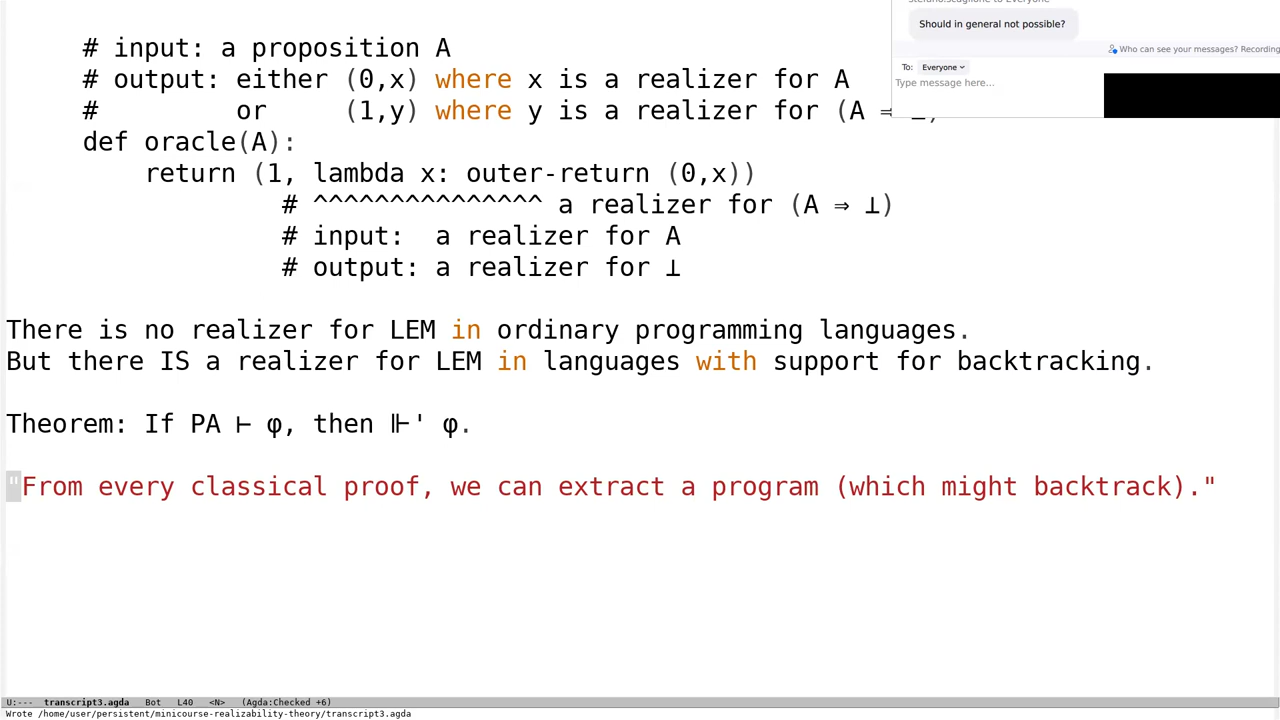 stefano.scaglione to Everyone
Should in general not possible?
Who can see your messages? Recording
To: Everyone
Type message here...
# input: a proposition A
# output: either (0,x) where x is a realizer for A
#         or     (1,y) where y is a realizer for (A ⇒ ⊥)
def oracle(A):
return (1, lambda x: outer-return (0,x))
# ^^^^^^^^^^^^^^^ a realizer for (A ⇒ ⊥)
# input:  a realizer for A
# output: a realizer for ⊥
There is no realizer for LEM in ordinary programming languages.
But there IS a realizer for LEM in languages with support for backtracking.
Theorem: If PA ⊢ φ, then ⊩' φ.
"From every classical proof, we can extract a program (which might backtrack)."
U:--- transcript3.agda Bot L40 <N> (Agda:Checked +6)
Wrote /home/user/persistent/minicourse-realizability-theory/transcript3.agda